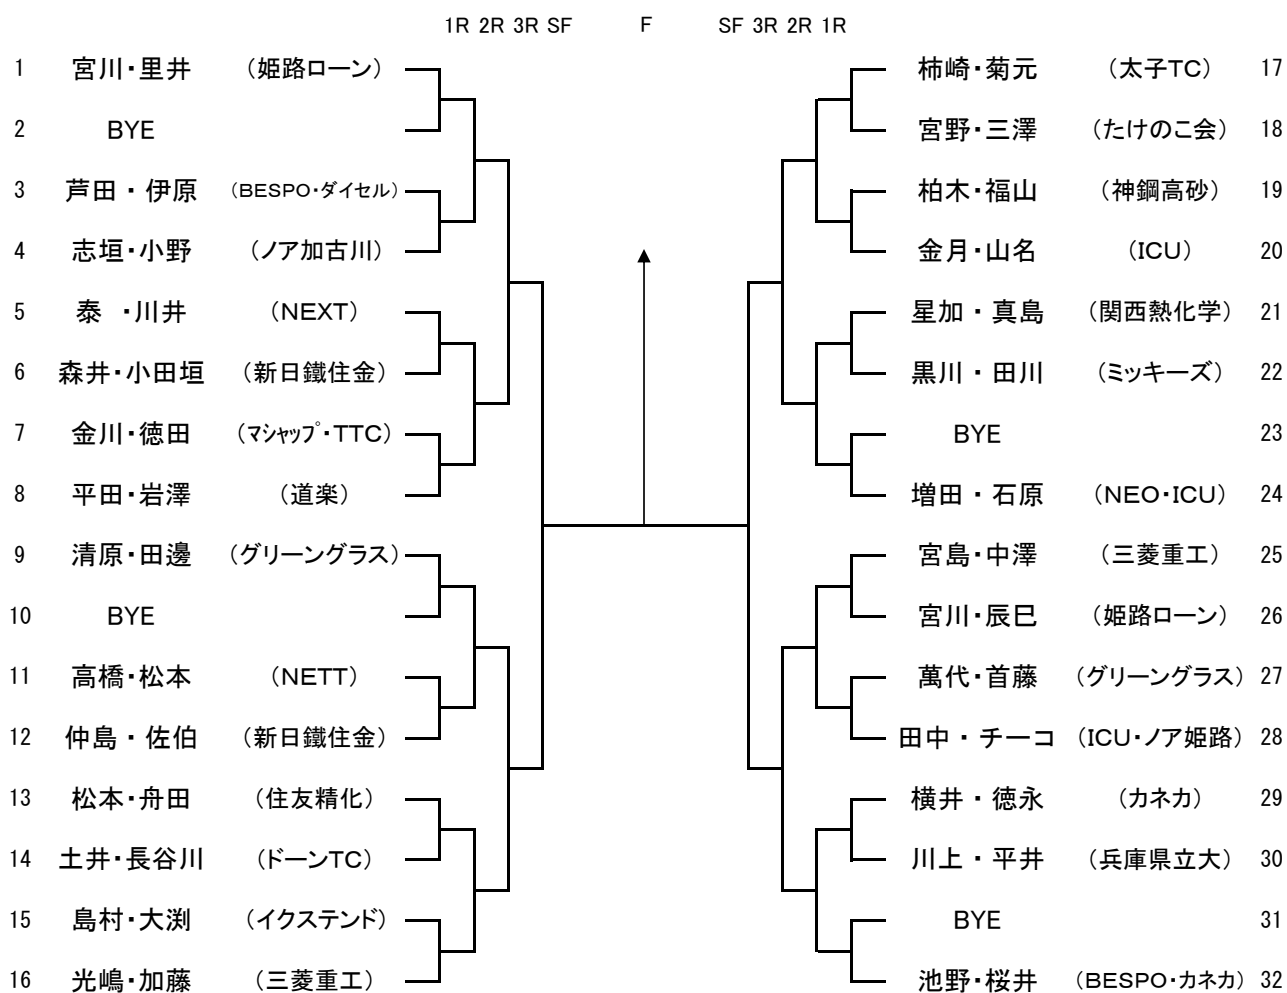 1R 2R 3R SF F SF 3R 2R 1R
1 宮川・里井 (姫路ローン) 柿崎・菊元 (太子TC) 17
2 BYE 宮野・三澤 (たけのこ会) 18
3 芦田・伊原 (BESPO・ダイセル) 柏木・福山 (神鋼高砂) 19
4 志垣・小野 (ノア加古川) 金月・山名 (ICU) 20
5 泰 ・川井 (NEXT) 星加・真島 (関西熱化学) 21
6 森井・小田垣 (新日鐵住金) 黒川・田川 (ミッキーズ) 22
7 金川・徳田 (マシャップ・TTC) BYE 23
8 平田・岩澤 (道楽) 増田・石原 (NEO・ICU) 24
9 清原・田邊 (グリーングラス) 宮島・中澤 (三菱重工) 25
10 BYE 宮川・辰巳 (姫路ローン) 26
11 高橋・松本 (NETT) 萬代・首藤 (グリーングラス) 27
12 仲島・佐伯 (新日鐵住金) 田中・チーコ (ICU・ノア姫路) 28
13 松本・舟田 (住友精化) 横井・徳永 (カネカ) 29
14 土井・長谷川 (ドーンTC) 川上・平井 (兵庫県立大) 30
15 島村・大渕 (イクステンド) BYE 31
16 光嶋・加藤 (三菱重工) 池野・桜井 (BESPO・カネカ) 32